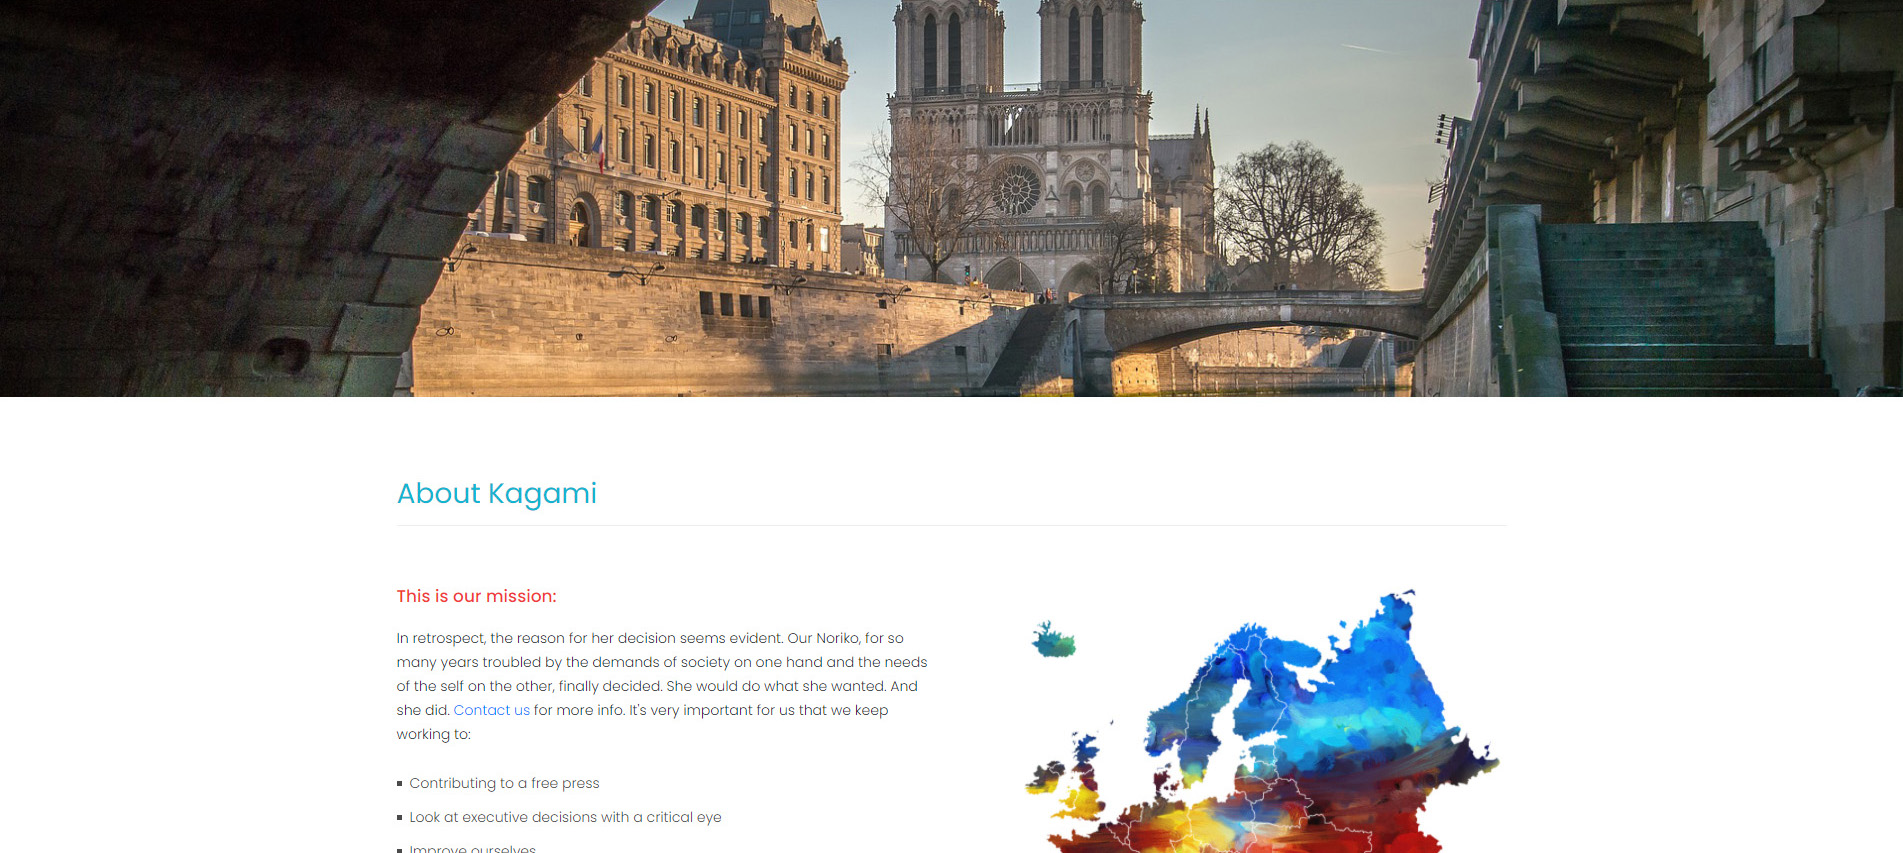 About Kagami
This is our mission:
In retrospect, the reason for her decision seems evident. Our Noriko, for so
many years troubled by the demands of society on one hand and the needs
of the self on the other, finally decided. She would do what she wanted. And
she did. Contact us for more info. It's very important for us that we keep
working to:
▪ Contributing to a free press
▪ Look at executive decisions with a critical eye
▪ Improve ourselves